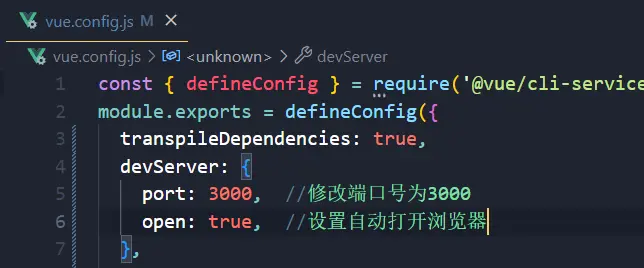 vue.config.js M ×
vue.config.js > <unknown> > devServer
1 const { defineConfig } = require('@vue/cli-service
2 module.exports = defineConfig({
3 transpileDependencies: true,
4 devServer: {
5 port: 3000, //修改端口号为3000
6 open: true, //设置自动打开浏览器
7 },